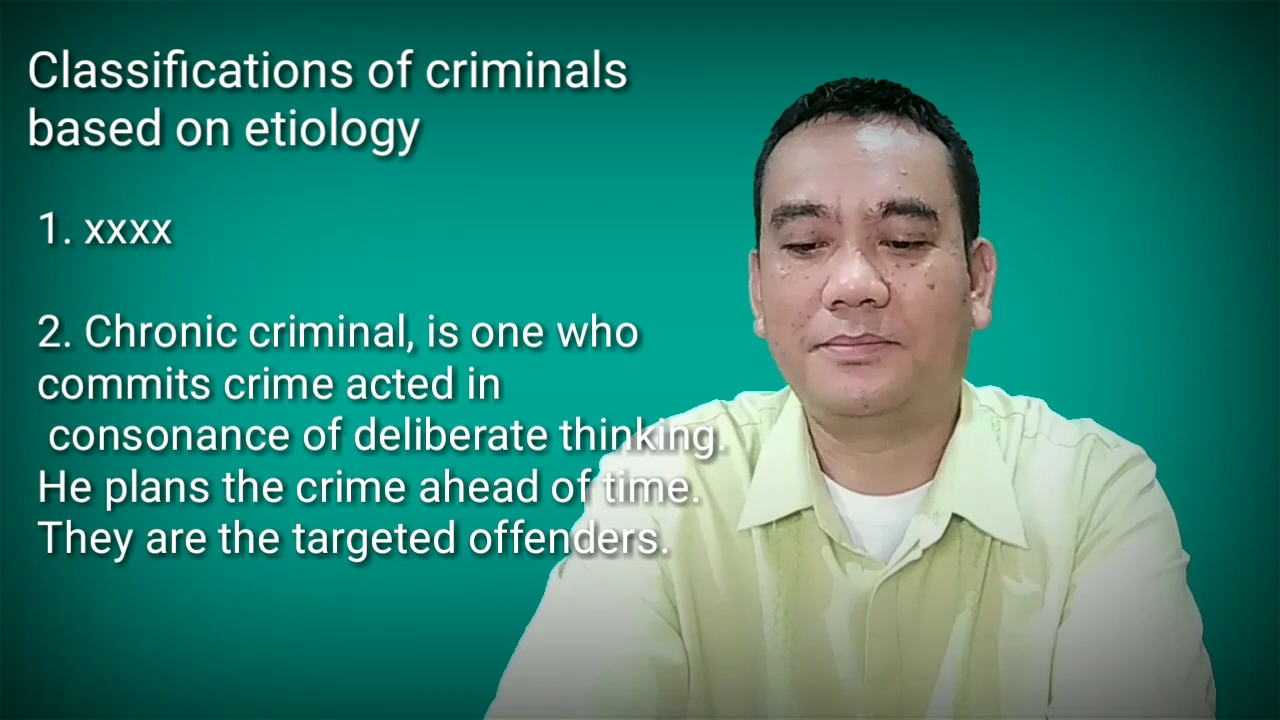 Classifications of criminals
based on etiology
1. xxxx
2. Chronic criminal, is one who
commits crime acted in
consonance of deliberate thinking.
He plans the crime ahead of time.
They are the targeted offenders.